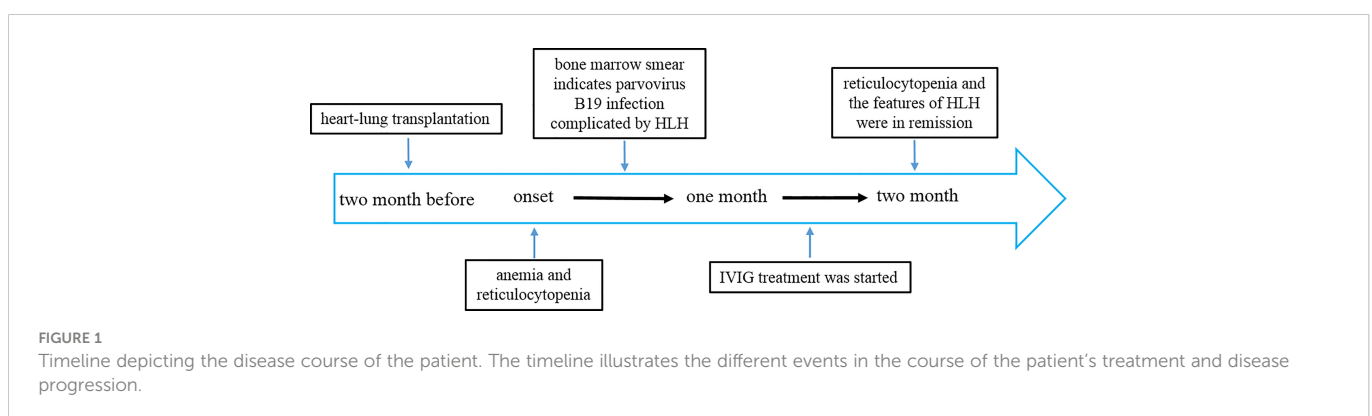 heart-lung transplantation
bone marrow smear
indicates parvovirus
B19 infection
complicated by HLH
reticulocytopenia and
the features of HLH
were in remission
two month before
onset
one month
two month
anemia and
reticulocytopenia
IVIG treatment was started
FIGURE 1
Timeline depicting the disease course of the patient. The timeline illustrates the different events in the course of the patient’s treatment and disease
progression.